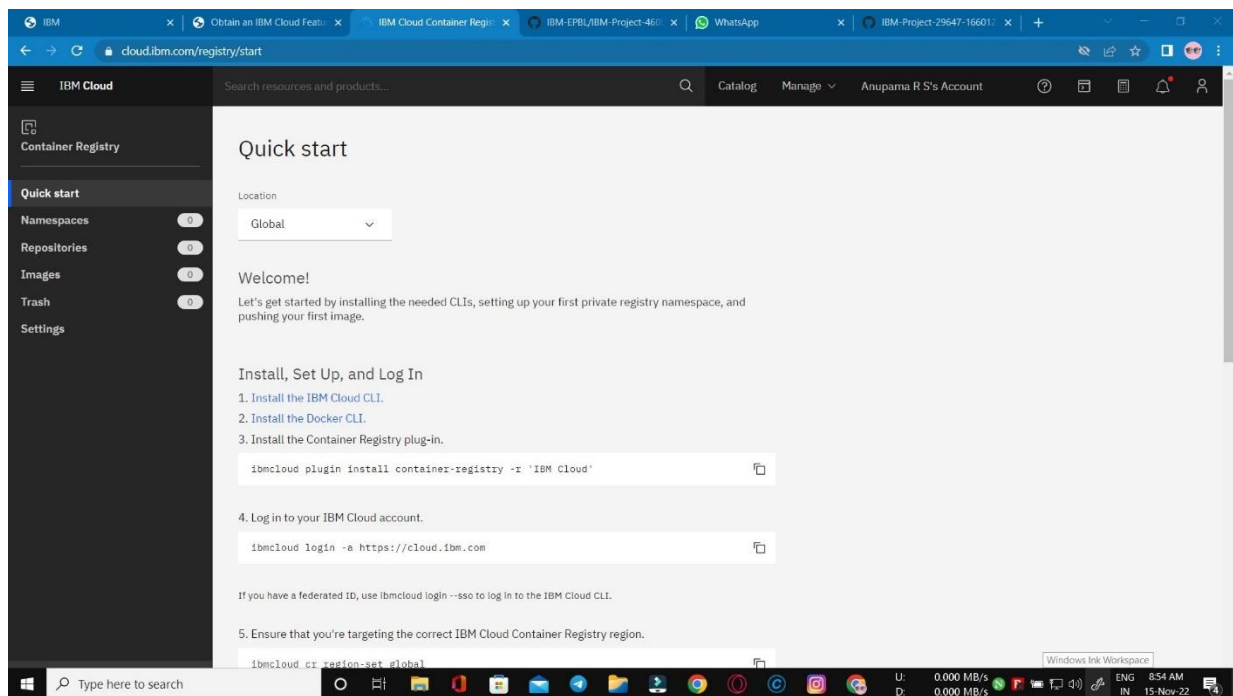 IBM
Obtain an IBM Cloud Featu
IBM Cloud Container Regist
IBM-EPBL/IBM-Project-460
WhatsApp
IBM-Project-29647-166012
cloud.ibm.com/registry/start
IBM Cloud
Search resources and products...
Catalog
Manage
Anupama R S's Account
Container Registry
Quick start
Namespaces 0
Repositories 0
Images 0
Trash 0
Settings
Quick start
Location
Global
Welcome!
Let's get started by installing the needed CLIs, setting up your first private registry namespace, and
pushing your first image.
Install, Set Up, and Log In
1. Install the IBM Cloud CLI.
2. Install the Docker CLI.
3. Install the Container Registry plug-in.
ibmcloud plugin install container-registry -r 'IBM Cloud'
4. Log in to your IBM Cloud account.
ibmcloud login -a https://cloud.ibm.com
If you have a federated ID, use ibmcloud login --sso to log in to the IBM Cloud CLI.
5. Ensure that you're targeting the correct IBM Cloud Container Registry region.
ibmcloud cr region-set global
Windows Ink Workspace
Type here to search
U: 0.000 MB/s
D: 0.000 MB/s
ENG
IN
8:54 AM
15-Nov-22
4